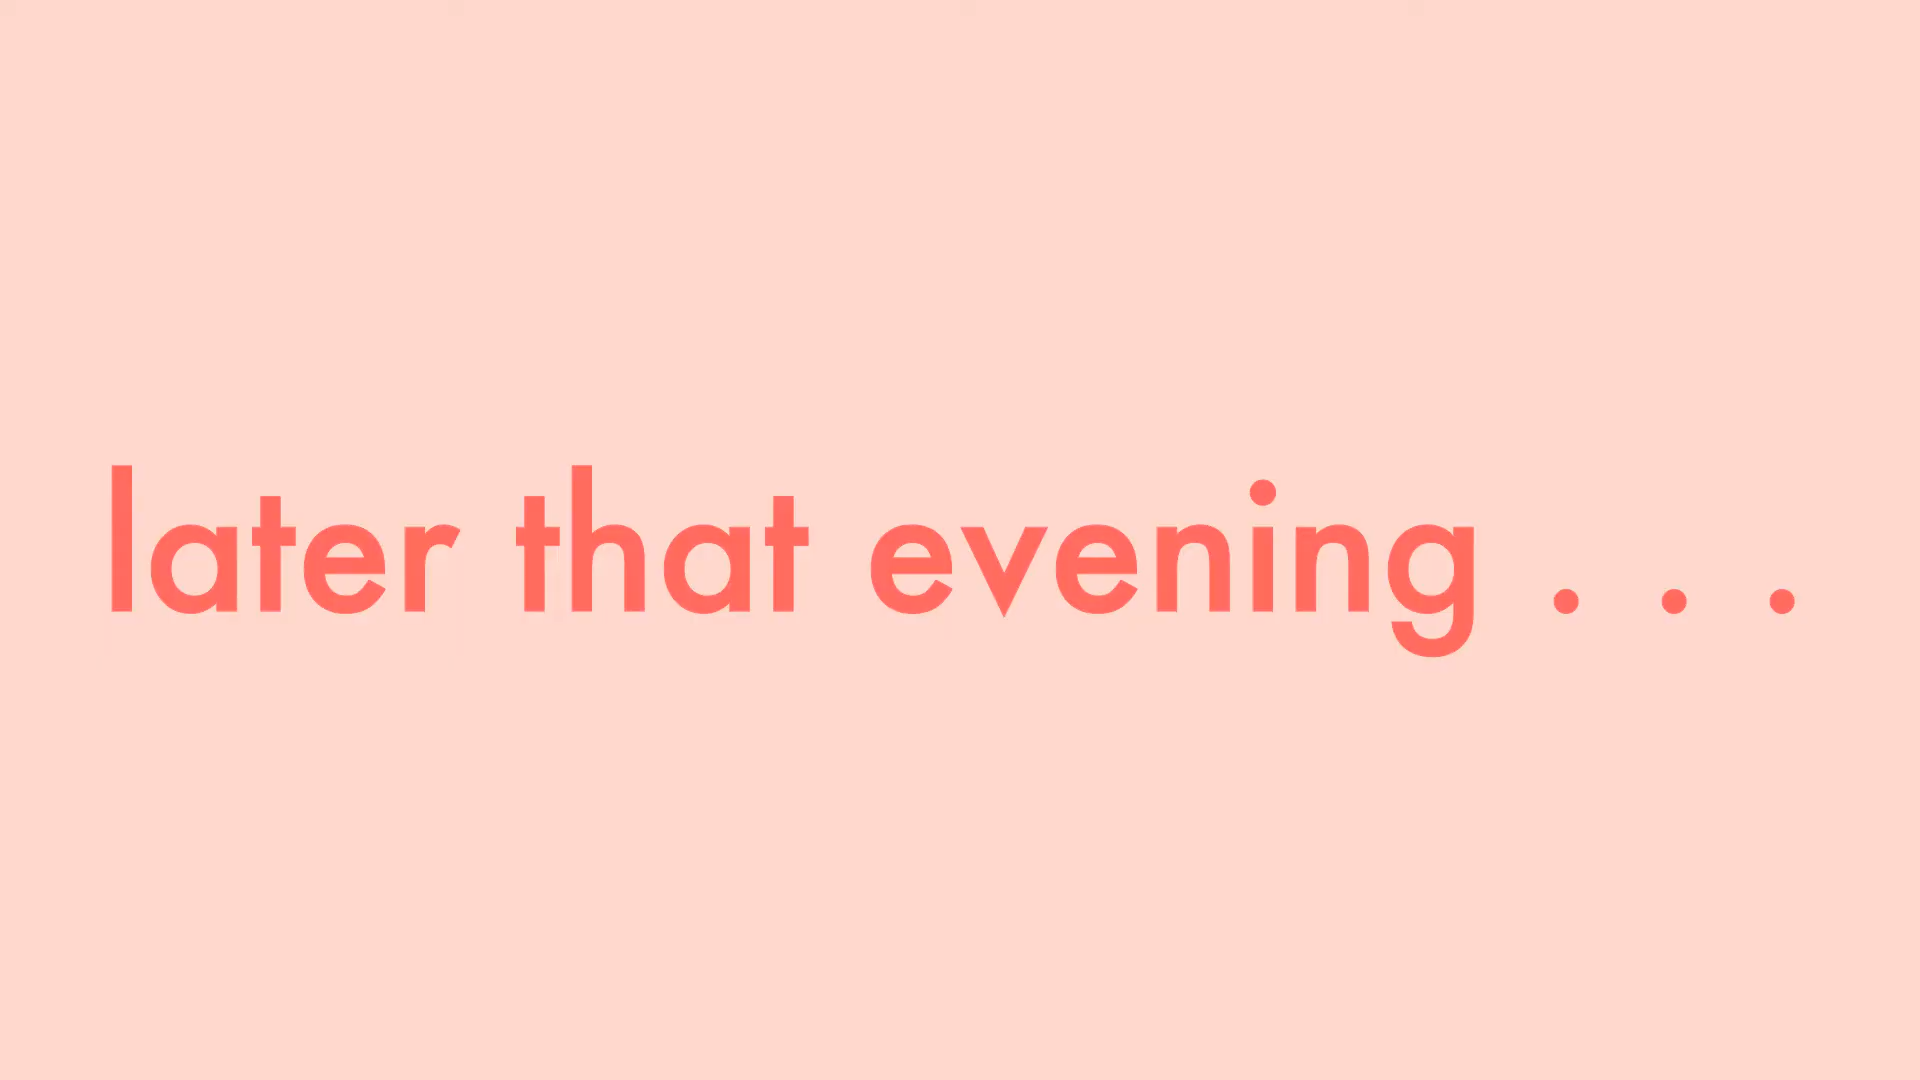 later that evening . . .